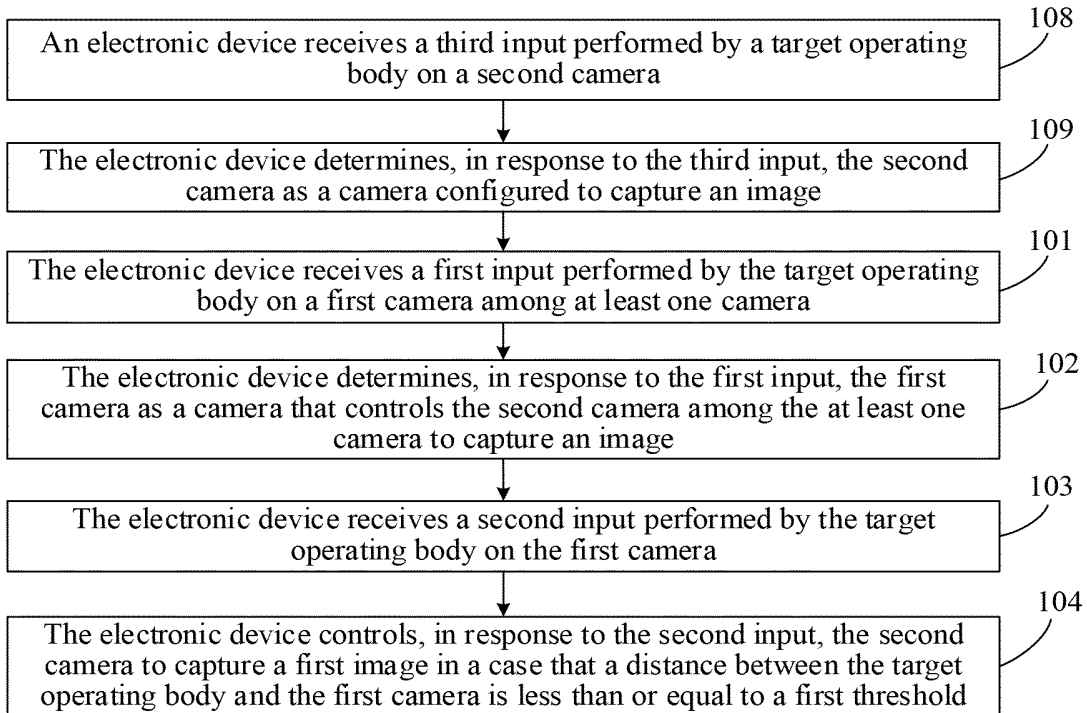 108
An electronic device receives a third input performed by a target operating
body on a second camera
109
The electronic device determines, in response to the third input, the second
camera as a camera configured to capture an image
101
The electronic device receives a first input performed by the target operating
body on a first camera among at least one camera
102
The electronic device determines, in response to the first input, the first
camera as a camera that controls the second camera among the at least one
camera to capture an image
103
The electronic device receives a second input performed by the target
operating body on the first camera
104
The electronic device controls, in response to the second input, the second
camera to capture a first image in a case that a distance between the target
operating body and the first camera is less than or equal to a first threshold